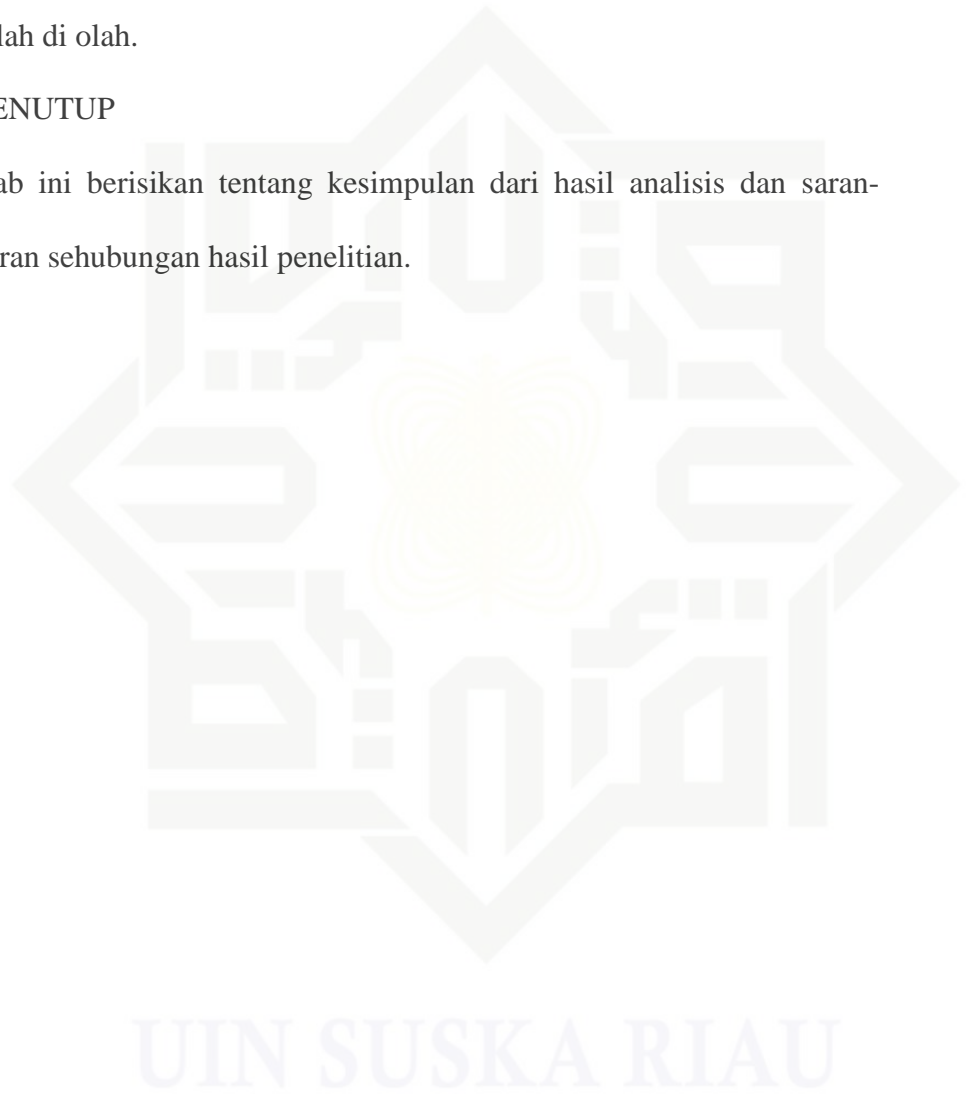 lah di olah.
ENUTUP
ab ini berisikan tentang kesimpulan dari hasil analisis dan saran-
ran sehubungan hasil penelitian.
UIN SUSKA RIAU